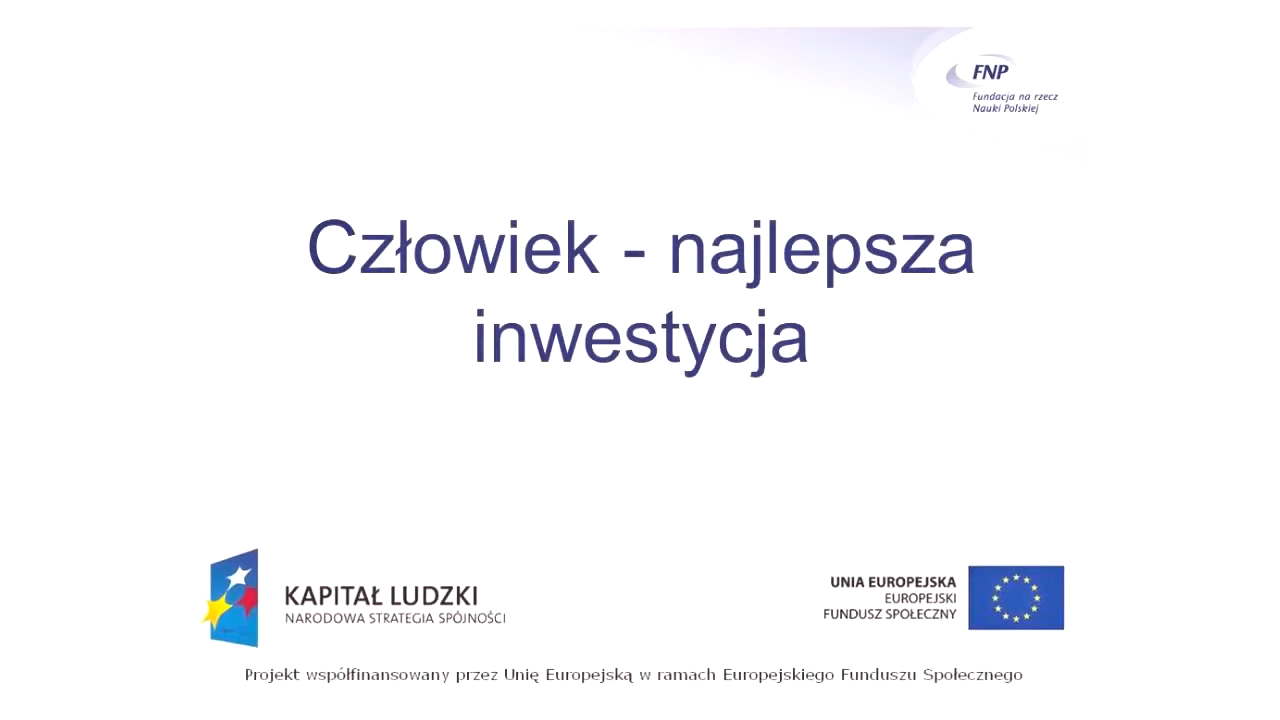 FNP
Fundacja na rzecz
Nauki Polskiej
Człowiek - najlepsza
inwestycja
KAPITAŁ LUDZKI
NARODOWA STRATEGIA SPÓJNOŚCI
UNIA EUROPEJSKA
EUROPEJSKI
FUNDUSZ SPOŁECZNY
Projekt współfinansowany przez Unię Europejską w ramach Europejskiego Funduszu Społecznego